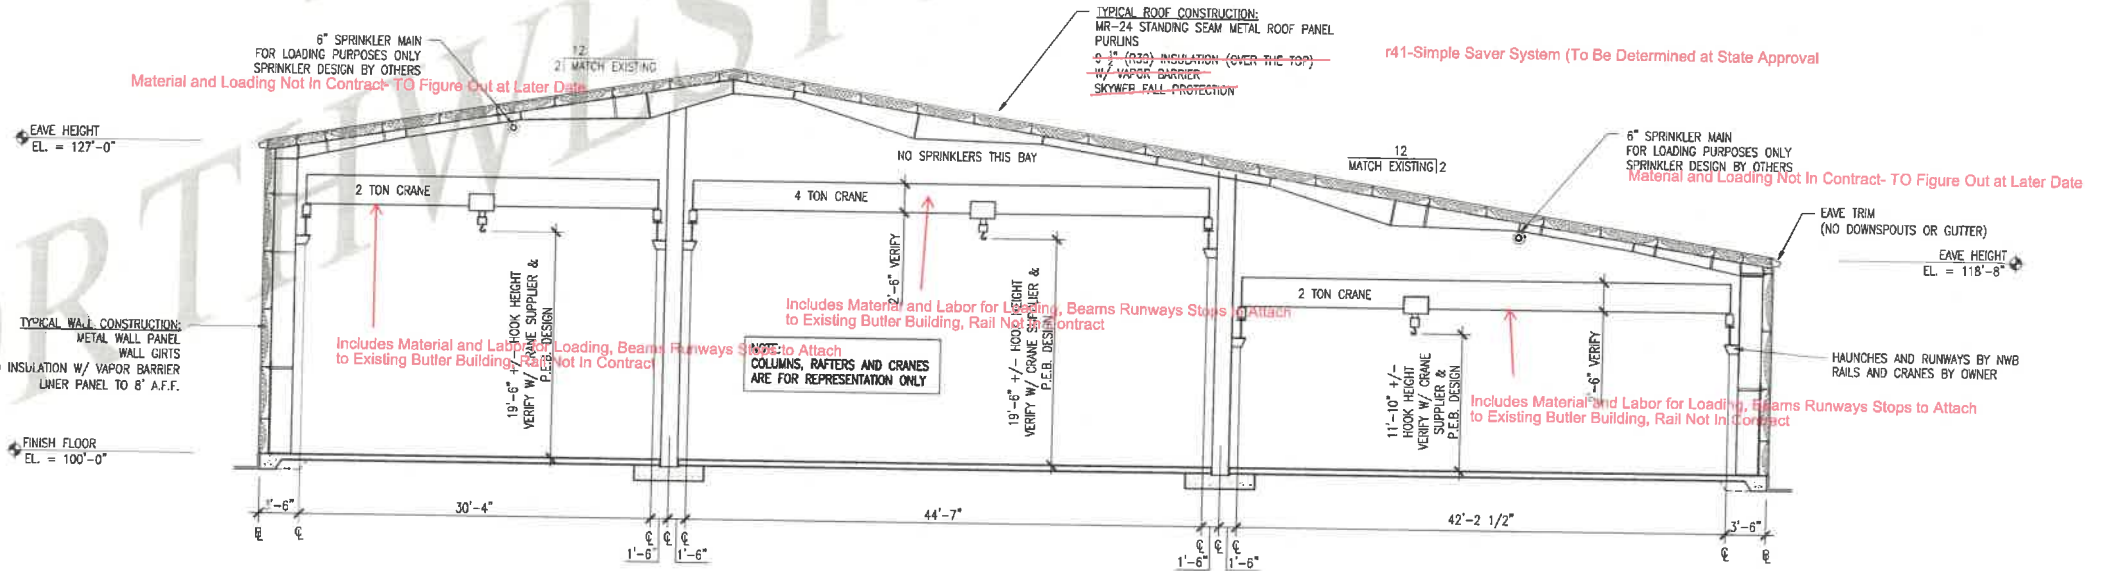 6" SPRINKLER MAIN
FOR LOADING PURPOSES ONLY
SPRINKLER DESIGN BY OTHERS
Material and Loading Not In Contract- TO Figure Out at Later Date
12
2 MATCH EXISTING
TYPICAL ROOF CONSTRUCTION:
MR-24 STANDING SEAM METAL ROOF PANEL
PURLINS
9 ½" (R30) INSULATION (OVER THE TOP)
W/ VAPOR BARRIER
SKYWEB FALL PROTECTION
r41-Simple Saver System (To Be Determined at State Approval
EAVE HEIGHT
EL. = 127'-0"
NO SPRINKLERS THIS BAY
12
MATCH EXISTING 2
6" SPRINKLER MAIN
FOR LOADING PURPOSES ONLY
SPRINKLER DESIGN BY OTHERS
Material and Loading Not In Contract- TO Figure Out at Later Date
EAVE TRIM
(NO DOWNSPOUTS OR GUTTER)
EAVE HEIGHT
EL. = 118'-8"
2 TON CRANE
4 TON CRANE
2 TON CRANE
19'-6" +/- HOOK HEIGHT
VERIFY W/ CRANE SUPPLIER &
P.E.B. DESIGN
2'-6" VERIFY
19'-6" +/- HOOK HEIGHT
VERIFY W/ CRANE SUPPLIER &
P.E.B. DESIGN
11'-10" +/-
HOOK HEIGHT
VERIFY W/ CRANE
SUPPLIER &
P.E.B. DESIGN
-6" VERIFY
Includes Material and Labor for Loading, Beams Runways Stops to Attach
to Existing Butler Building, Rail Not In Contract
Includes Material and Labor for Loading, Beams Runways Stops to Attach
to Existing Butler Building, Rail Not In Contract
Includes Material and Labor for Loading, Beams Runways Stops to Attach
to Existing Butler Building, Rail Not In Contract
NOTE:
COLUMNS, RAFTERS AND CRANES
ARE FOR REPRESENTATION ONLY
TYPICAL WALL CONSTRUCTION:
METAL WALL PANEL
WALL GIRTS
INSULATION W/ VAPOR BARRIER
LINER PANEL TO 8' A.F.F.
HAUNCHES AND RUNWAYS BY NWB
RAILS AND CRANES BY OWNER
FINISH FLOOR
EL. = 100'-0"
'-6"
30'-4"
1'-6"
1'-6"
44'-7"
1'-6"
1'-6"
42'-2 1/2"
3'-6"
ORTHWEST